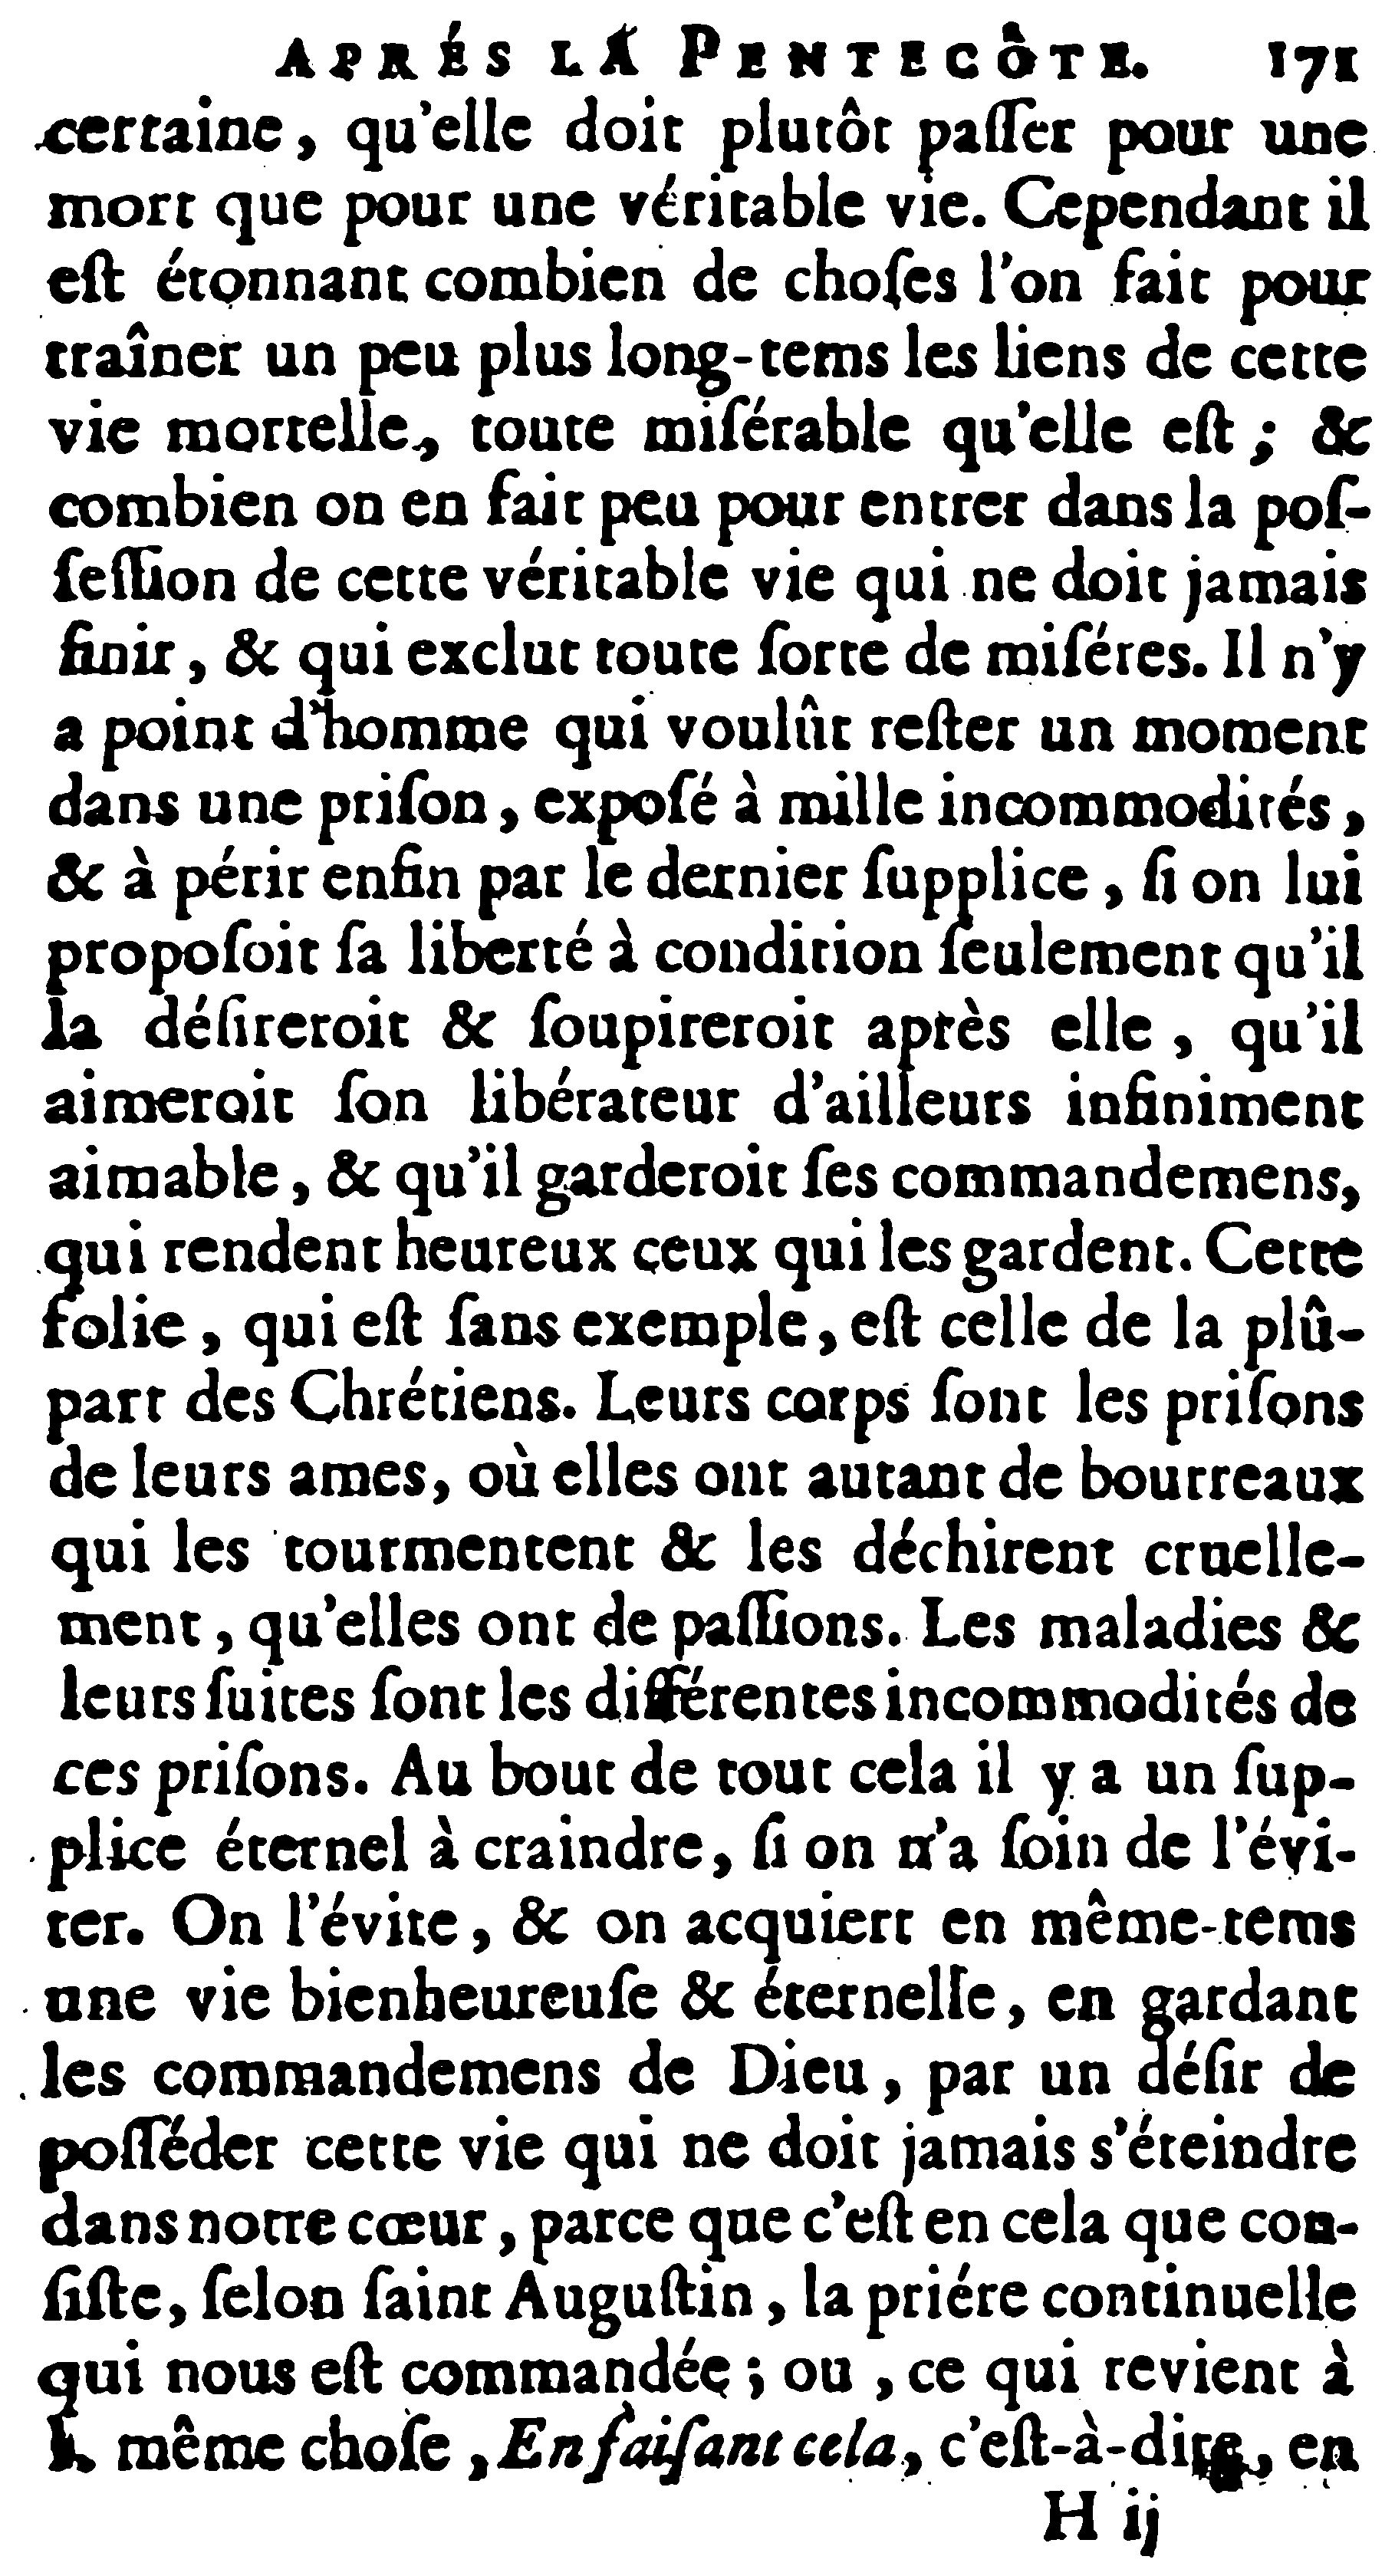 APRÉS LA PENTECÔTE. 171
certaine, qu'elle doit plutôt paſſer pour une
mort que pour une véritable vie. Cependant il
eſt étonnant combien de choſes l'on fait pour
traîner un peu plus long-tems les liens de cette
vie mortelle, toute miſérable qu'elle eſt ; &
combien on en fait peu pour entrer dans la poſ-
ſeſſion de cette véritable vie qui ne doit jamais
finir, & qui exclut toute ſorte de miſéres. Il n'y
a point d'homme qui voulût reſter un moment
dans une priſon, expoſé à mille incommodités,
& à périr enfin par le dernier ſupplice, ſi on lui
propoſoit ſa liberté à condition ſeulement qu'il
la déſireroit & ſoupireroit après elle, qu'il
aimeroit ſon libérateur d'ailleurs infiniment
aimable, & qu'il garderoit ſes commandemens,
qui rendent heureux ceux qui les gardent. Cette
folie, qui eſt ſans exemple, eſt celle de la plû-
part des Chrétiens. Leurs corps ſont les priſons
de leurs ames, où elles ont autant de bourreaux
qui les tourmentent & les déchirent cruelle-
ment, qu'elles ont de paſſions. Les maladies &
leurs ſuites ſont les différentes incommodités de
ces priſons. Au bout de tout cela il y a un ſup-
plice éternel à craindre, ſi on n'a ſoin de l'évi-
ter. On l'évite, & on acquiert en même-tems
une vie bienheureuſe & éternelle, en gardant
les commandemens de Dieu, par un déſir de
poſſéder cette vie qui ne doit jamais s'éteindre
dans notre cœur, parce que c'eſt en cela que con-
ſiſte, ſelon ſaint Auguſtin, la priére continuelle
qui nous eſt commandée ; ou, ce qui revient à
la même choſe, En faiſant cela, c'eſt-à-dire, en
H ij